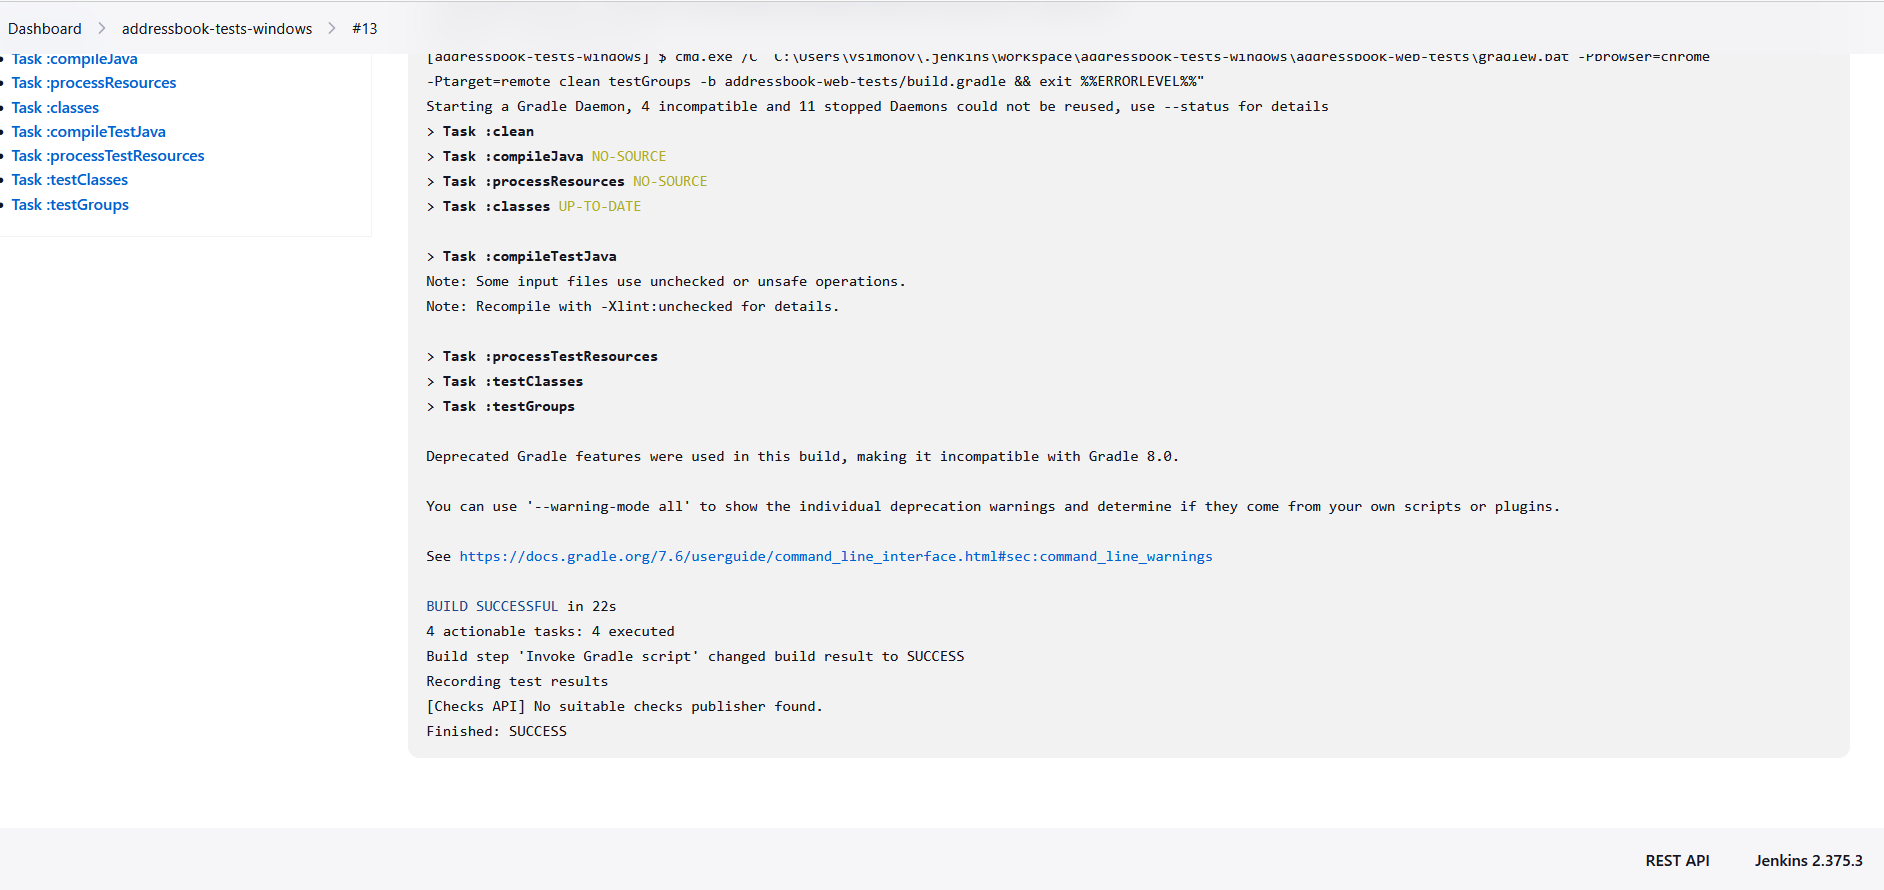 Dashboard > addressbook-tests-windows > #13
Task :compileJava
Task :processResources
Task :classes
Task :compileTestJava
Task :processTestResources
Task :testClasses
Task :testGroups
[addressbook-tests-windows] $ cmd.exe /C "C:\Users\vsimonov\.jenkins\workspace\addressbook-tests-windows\addressbook-web-tests\gradlew.bat -Pbrowser=chrome
-Ptarget=remote clean testGroups -b addressbook-web-tests/build.gradle && exit %%ERRORLEVEL%%"
Starting a Gradle Daemon, 4 incompatible and 11 stopped Daemons could not be reused, use --status for details
> Task :clean
> Task :compileJava NO-SOURCE
> Task :processResources NO-SOURCE
> Task :classes UP-TO-DATE
> Task :compileTestJava
Note: Some input files use unchecked or unsafe operations.
Note: Recompile with -Xlint:unchecked for details.
> Task :processTestResources
> Task :testClasses
> Task :testGroups
Deprecated Gradle features were used in this build, making it incompatible with Gradle 8.0.
You can use '--warning-mode all' to show the individual deprecation warnings and determine if they come from your own scripts or plugins.
See https://docs.gradle.org/7.6/userguide/command_line_interface.html#sec:command_line_warnings
BUILD SUCCESSFUL in 22s
4 actionable tasks: 4 executed
Build step 'Invoke Gradle script' changed build result to SUCCESS
Recording test results
[Checks API] No suitable checks publisher found.
Finished: SUCCESS
REST API
Jenkins 2.375.3